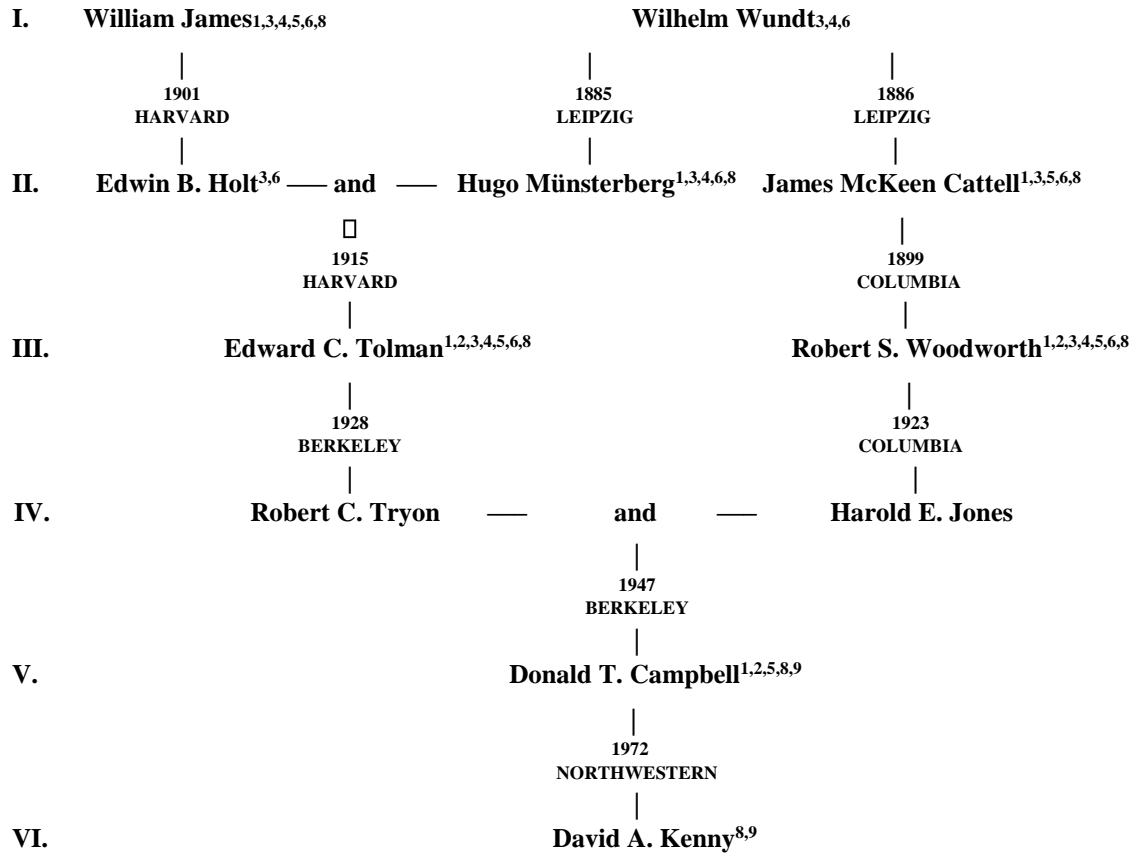 I. William James1,3,4,5,6,8 Wilhelm Wundt3,4,6
| | |
1901 1885 1886
HARVARD LEIPZIG LEIPZIG
| | |
II. Edwin B. Holt3,6 —– and —– Hugo Münsterberg1,3,4,6,8 James McKeen Cattell1,3,5,6,8
▯ |
1915 1899
HARVARD COLUMBIA
| |
III. Edward C. Tolman1,2,3,4,5,6,8 Robert S. Woodworth1,2,3,4,5,6,8
| |
1928 1923
BERKELEY COLUMBIA
| |
IV. Robert C. Tryon —– and —– Harold E. Jones
|
1947
BERKELEY
|
V. Donald T. Campbell1,2,5,8,9
|
1972
NORTHWESTERN
|
VI. David A. Kenny8,9